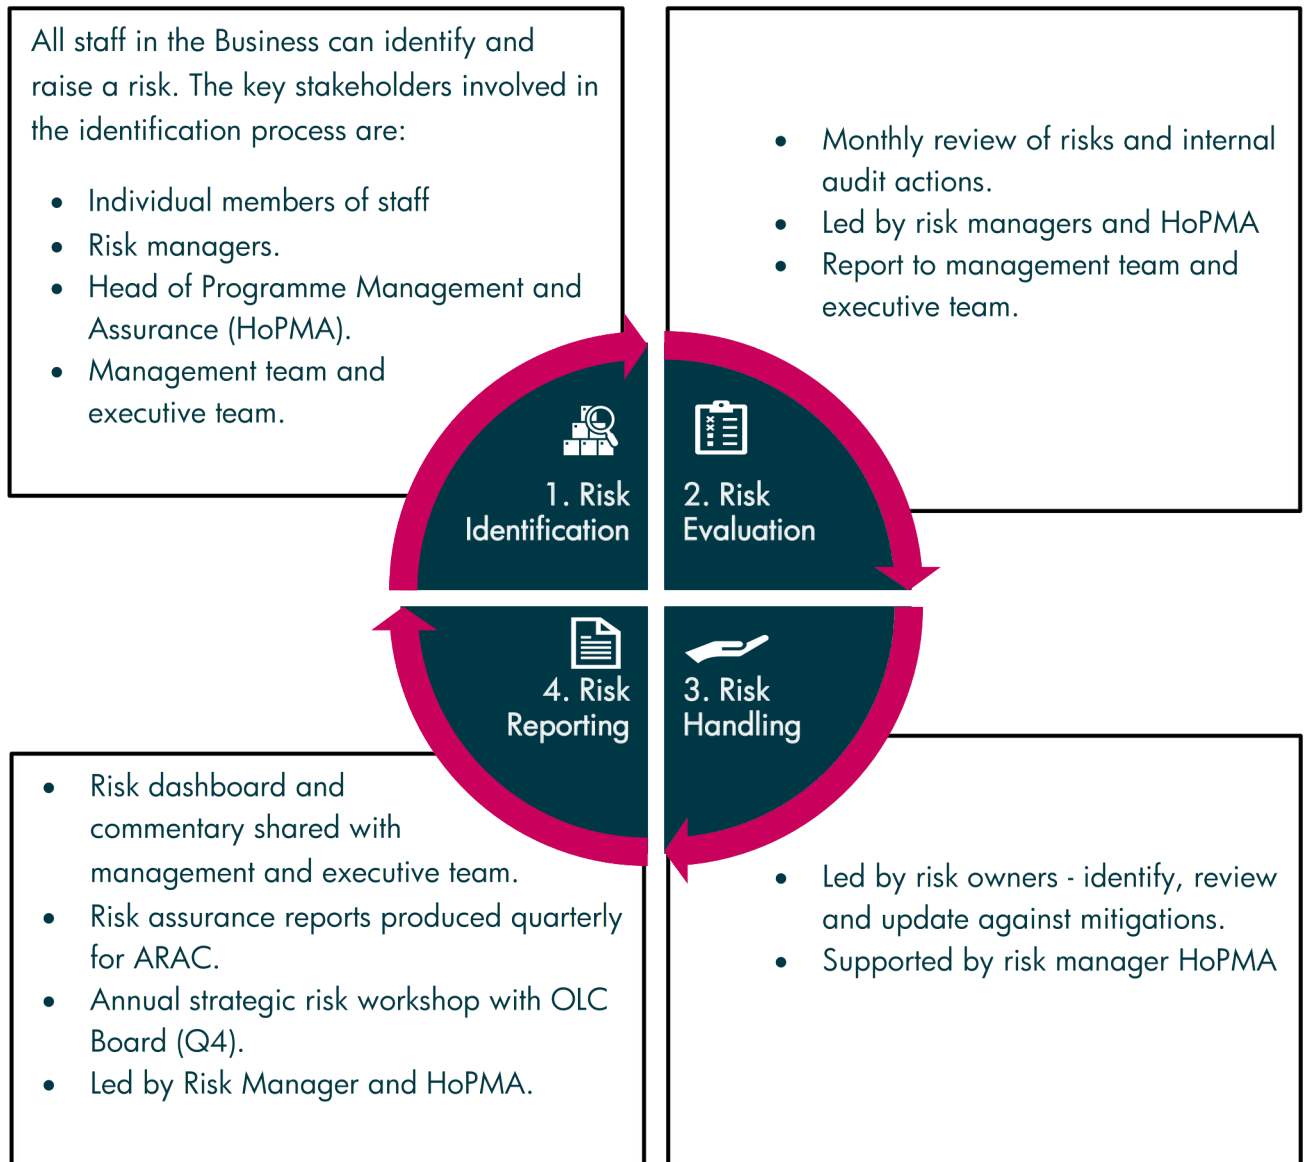 All staff in the Business can identify and
raise a risk. The key stakeholders involved in
the identification process are:
• Individual members of staff
• Risk managers.
• Head of Programme Management and
Assurance (HoPMA).
• Management team and
executive team.
• Monthly review of risks and internal
audit actions.
• Led by risk managers and HoPMA
• Report to management team and
executive team.
1. Risk
Identification
2. Risk
Evaluation
4. Risk
Reporting
3. Risk
Handling
• Risk dashboard and
commentary shared with
management and executive team.
• Risk assurance reports produced quarterly
for ARAC.
• Annual strategic risk workshop with OLC
Board (Q4).
• Led by Risk Manager and HoPMA.
• Led by risk owners - identify, review
and update against mitigations.
• Supported by risk manager HoPMA